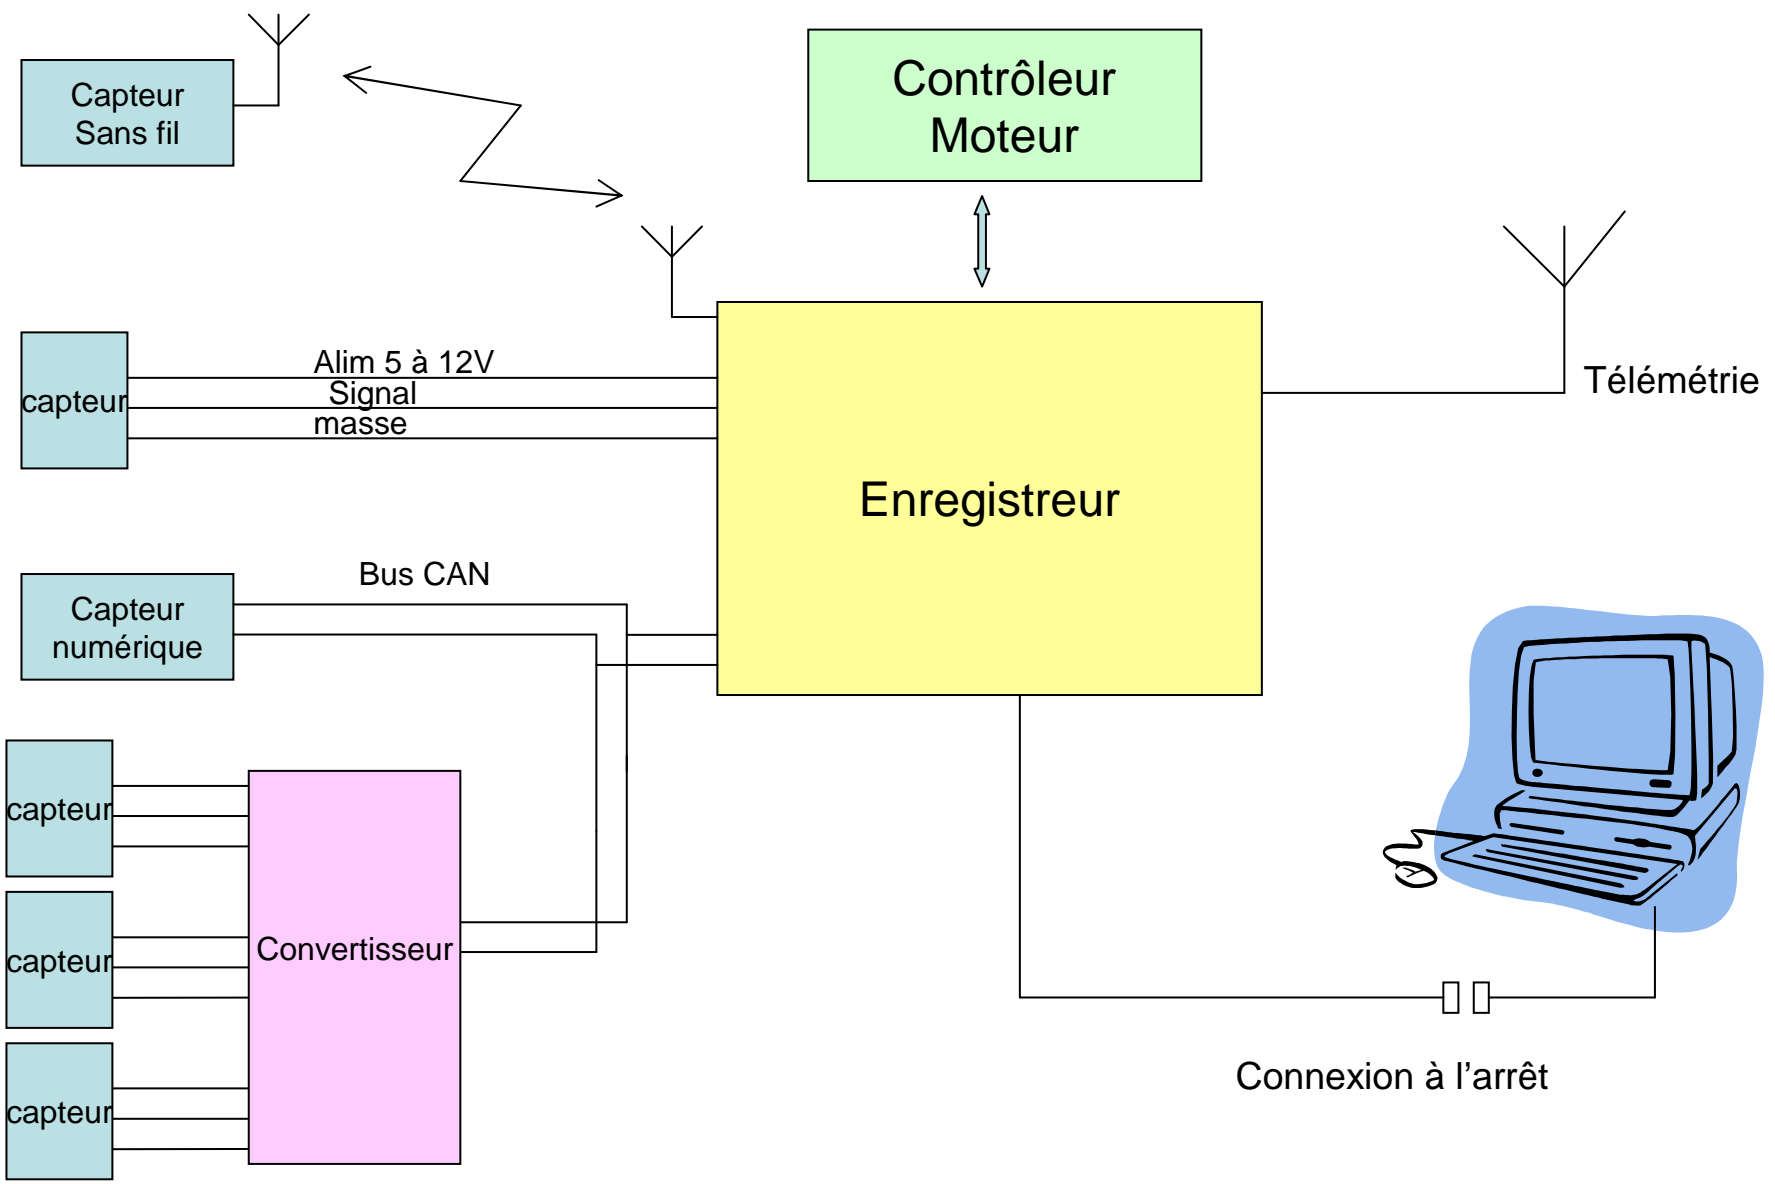 Capteur
Sans fil
Contrôleur
Moteur
Alim 5 à 12V
Signal
masse
capteur
Télémétrie
Enregistreur
Bus CAN
Capteur
numérique
capteur
capteur
Convertisseur
capteur
Connexion à l’arrêt